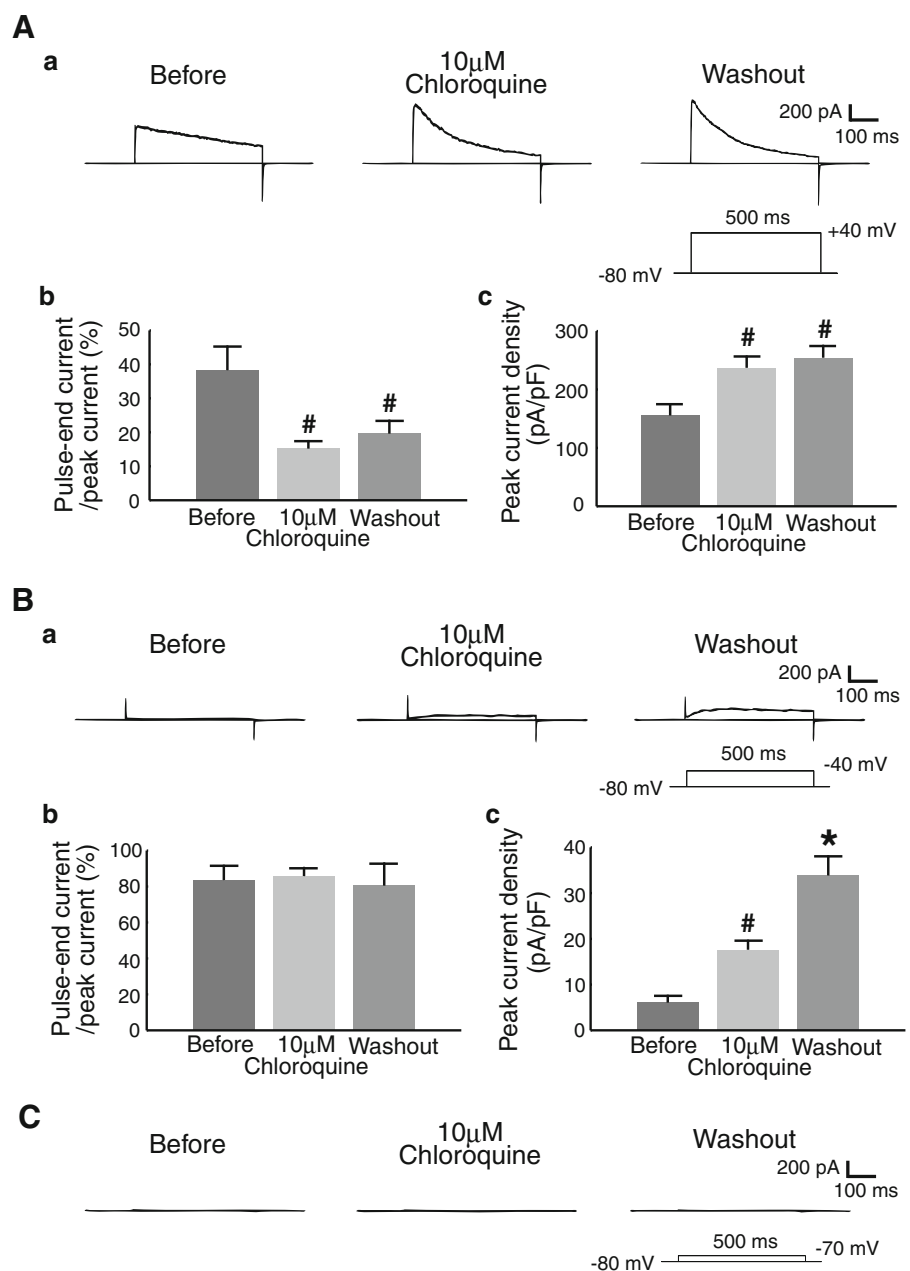 A
a
Before
10µM
Chloroquine
Washout
200 pA
100 ms
500 ms
+40 mV
-80 mV
b
Pulse-end current
/peak current (%)
50
40
30
20
10
0
#
#
Before
10µM
Chloroquine
Washout
c
Peak current density
(pA/pF)
300
200
100
0
#
#
Before
10µM
Chloroquine
Washout
B
a
Before
10µM
Chloroquine
Washout
200 pA
100 ms
500 ms
-40 mV
-80 mV
b
Pulse-end current
/peak current (%)
100
80
60
40
20
0
Before
10µM
Chloroquine
Washout
c
Peak current density
(pA/pF)
40
30
20
10
0
#
*
Before
10µM
Chloroquine
Washout
C
Before
10µM
Chloroquine
Washout
200 pA
100 ms
500 ms
-70 mV
-80 mV